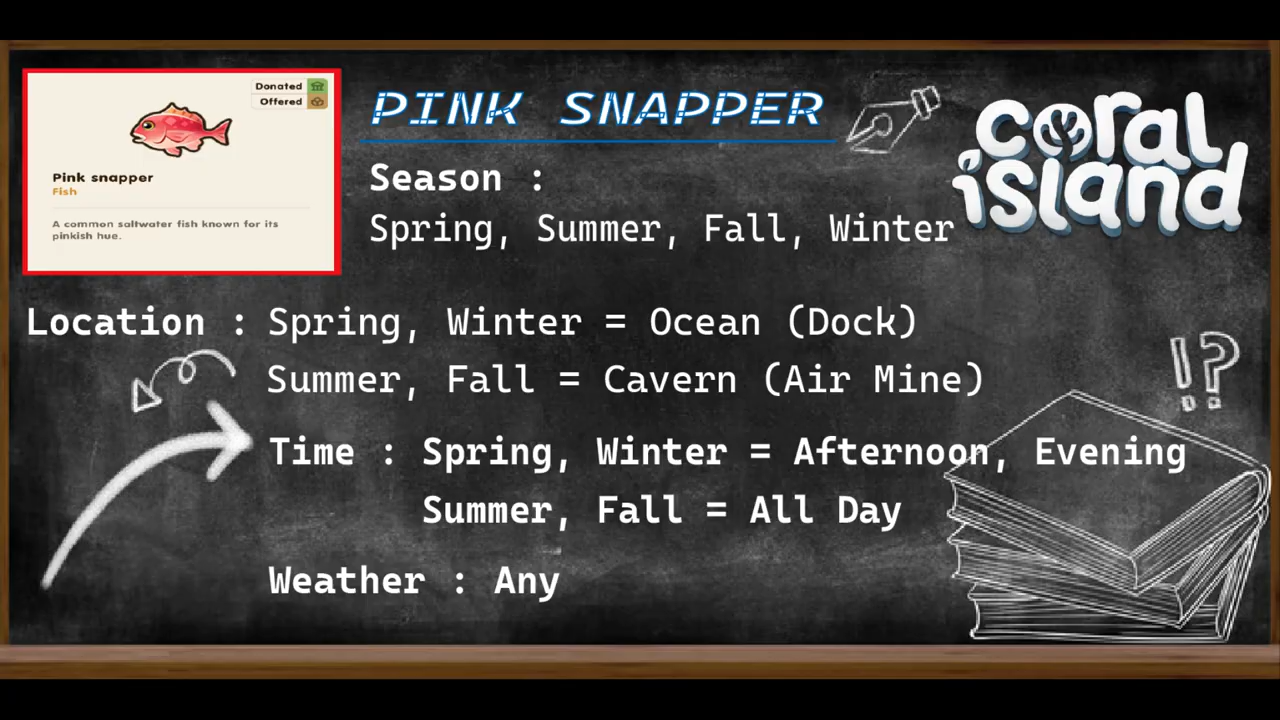 Donated
Offered
Pink snapper
Fish
A common saltwater fish known for its
pinkish hue.
PINK SNAPPER
coral
island
Season :
Spring, Summer, Fall, Winter
Location : Spring, Winter = Ocean (Dock)
Summer, Fall = Cavern (Air Mine)
!?
Time : Spring, Winter = Afternoon, Evening
Summer, Fall = All Day
Weather : Any